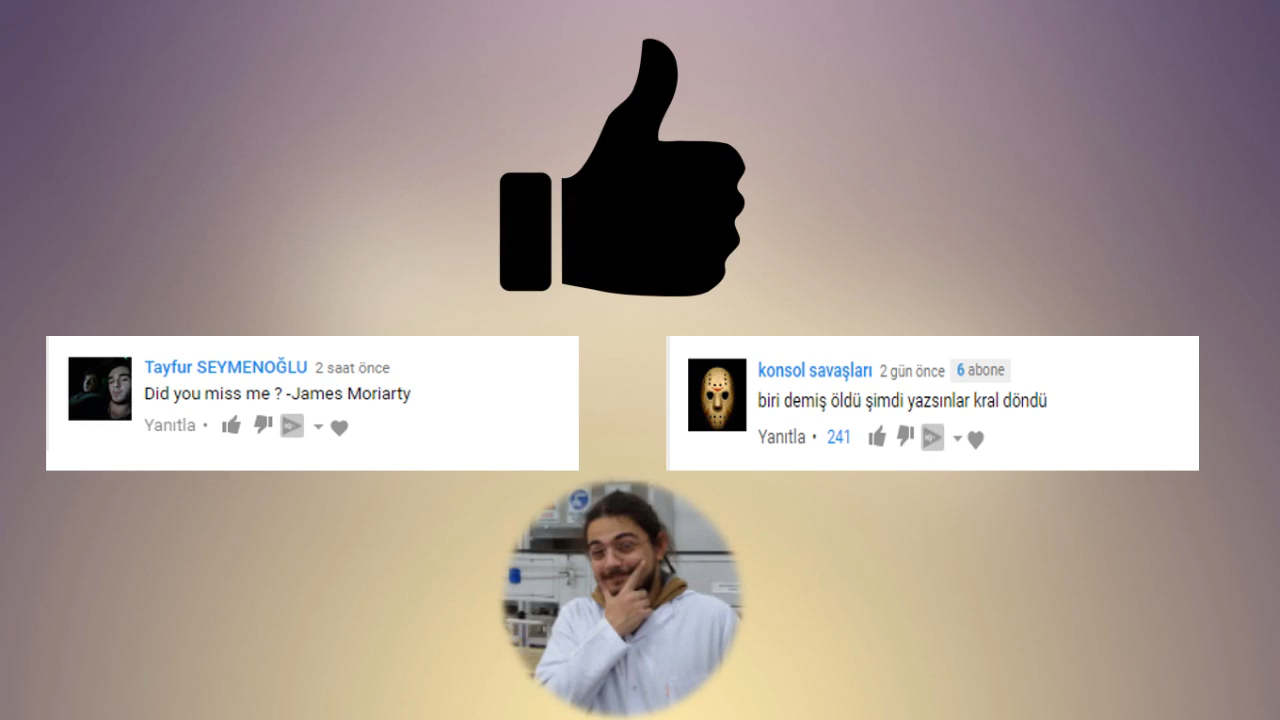 Tayfur SEYMENOĞLU 2 saat önce
Did you miss me ? -James Moriarty
Yanıtla •
konsol savaşları 2 gün önce 6 abone
biri demiş öldü şimdi yazsınlar kral döndü
Yanıtla • 241